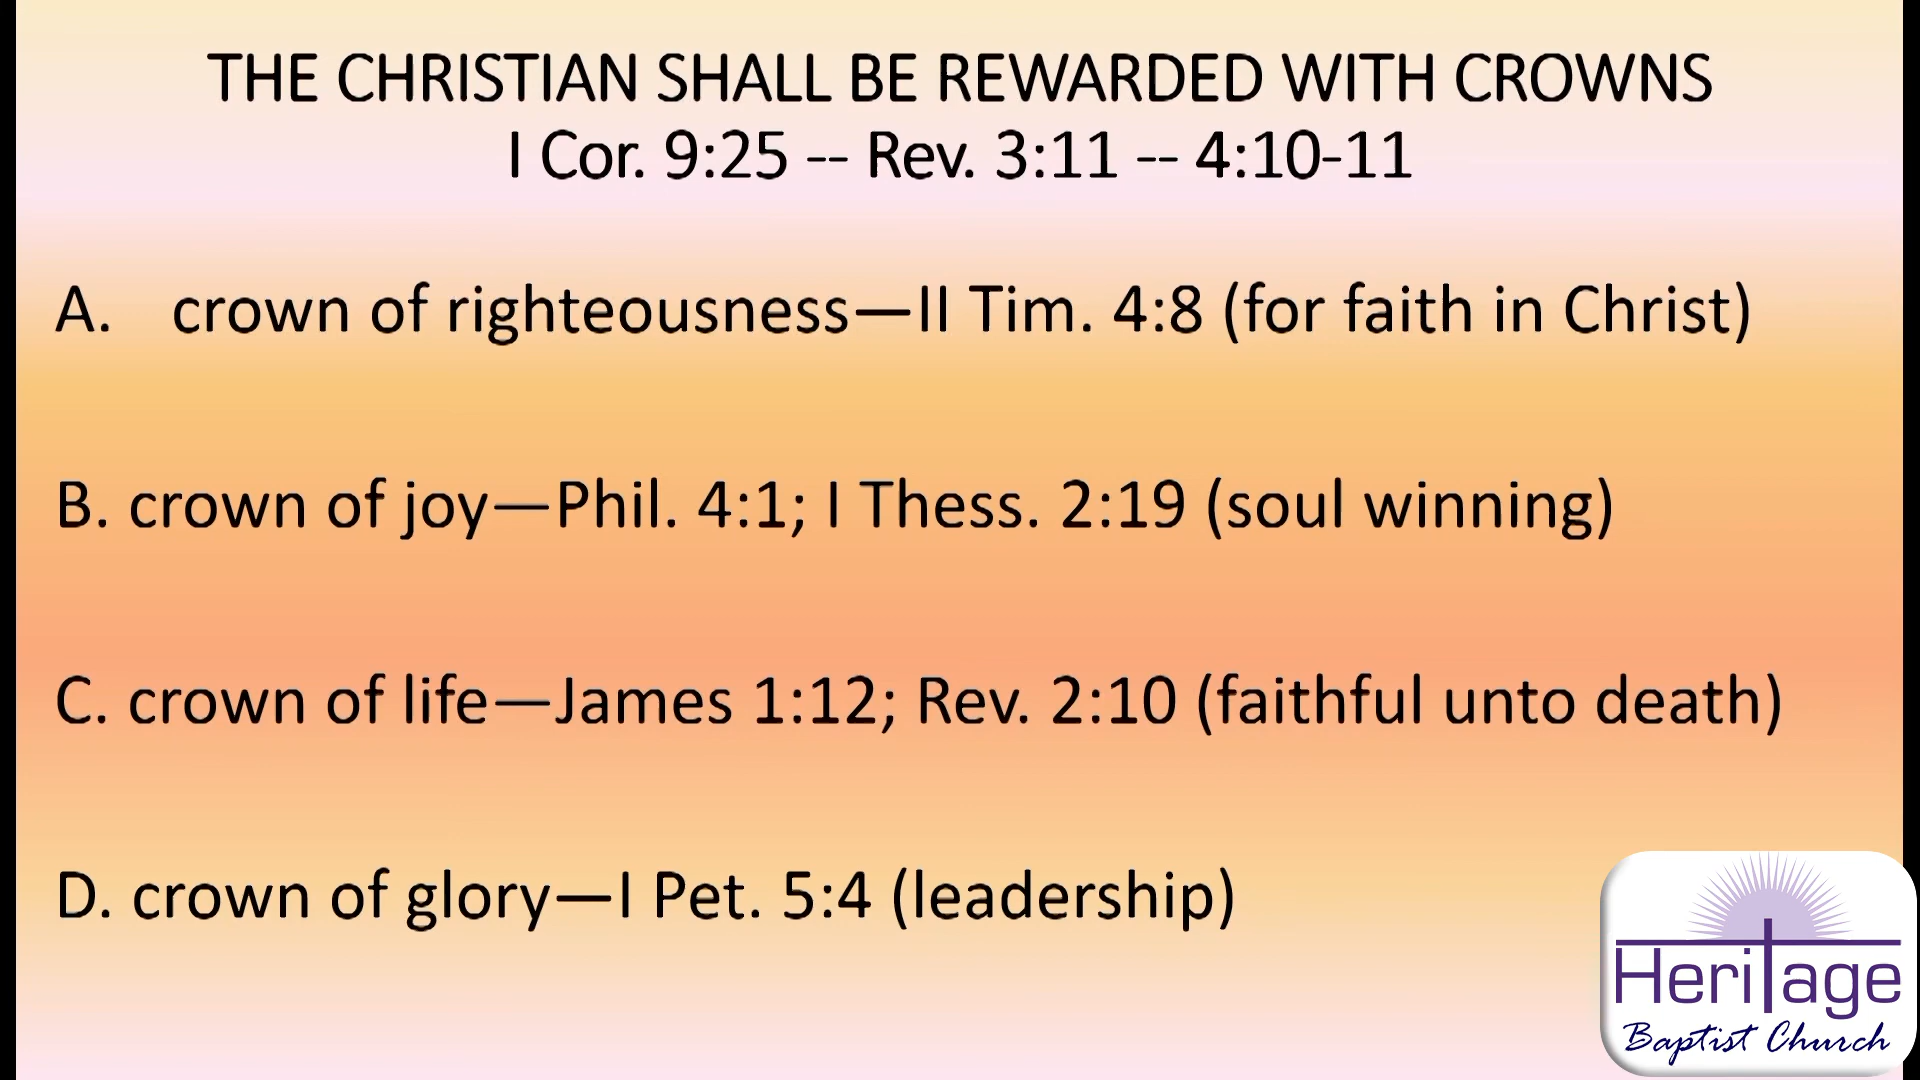 THE CHRISTIAN SHALL BE REWARDED WITH CROWNS
I Cor. 9:25 -- Rev. 3:11 -- 4:10-11
A. crown of righteousness—II Tim. 4:8 (for faith in Christ)
B. crown of joy—Phil. 4:1; I Thess. 2:19 (soul winning)
C. crown of life—James 1:12; Rev. 2:10 (faithful unto death)
D. crown of glory—I Pet. 5:4 (leadership)
Heritage
Baptist Church